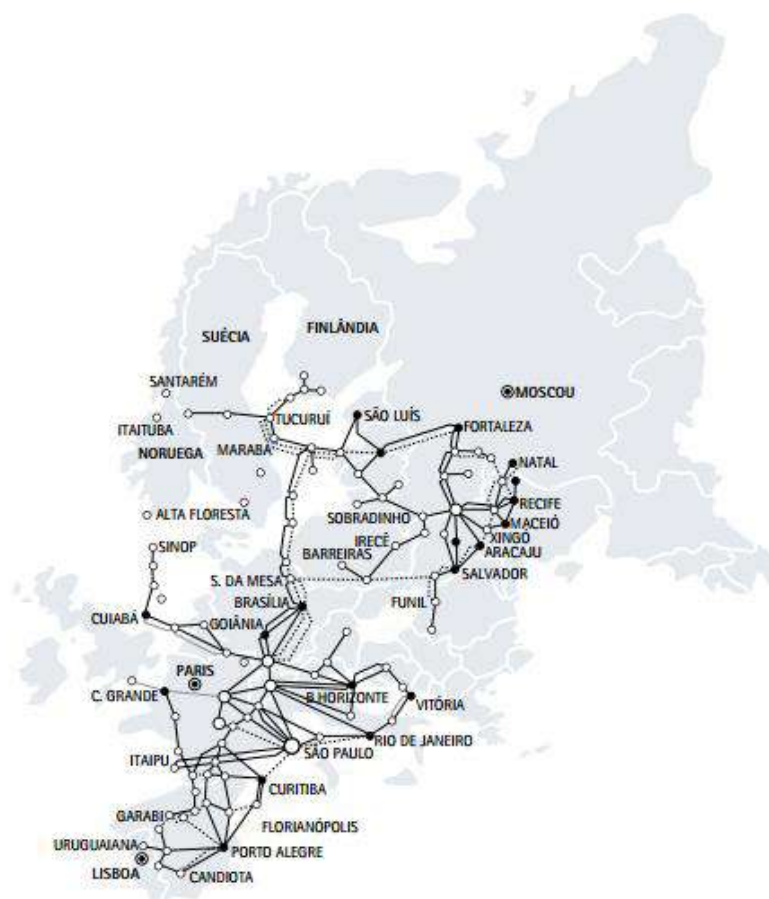 SUÉCIA
FINLÂNDIA
SANTARÉM
MOSCOU
TUCURUÍ
SÃO LUÍS
ITAITUBA
FORTALEZA
NORUEGA
MARABÁ
NATAL
RECIFE
ALTA FLORESTA
SOBRADINHO
MACEIÓ
XINGÓ
SINOP
IRECÊ
ARACAJU
BARREIRAS
SALVADOR
S. DA MESA
BRASÍLIA
FUNIL
CUIABÁ
GOIÂNIA
PARIS
C. GRANDE
B.HORIZONTE
VITÓRIA
RIO DE JANEIRO
SÃO PAULO
ITAIPU
CURITIBA
GARABI
FLORIANÓPOLIS
URUGUAIANA
PORTO ALEGRE
LISBOA
CANDIOTA